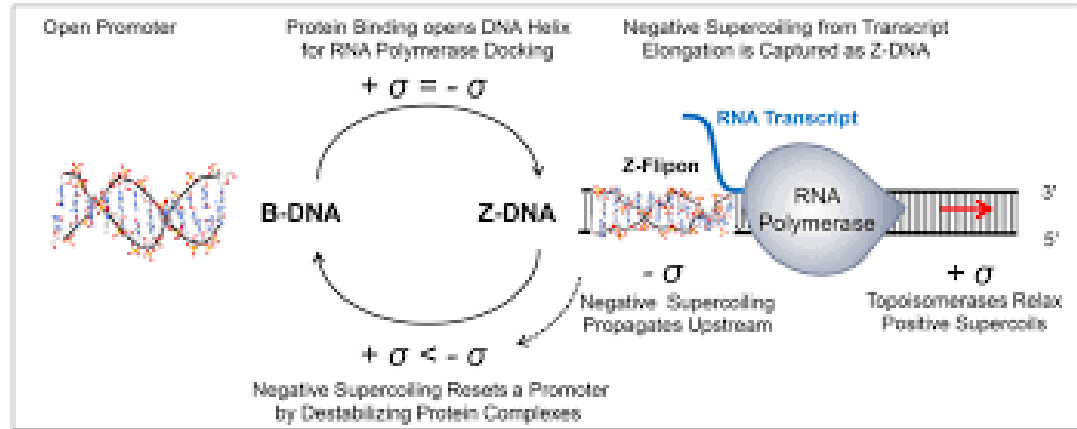 Open Promoter
Protein Binding opens DNA Helix
for RNA Polymerase Docking
+ σ = - σ
Negative Supercoiling from Transcript
Elongation is Captured as Z-DNA
RNA Transcript
Z-Flipon
B-DNA
Z-DNA
RNA
Polymerase
3'
5'
- σ
Negative Supercoiling
Propagates Upstream
+ σ
Topoisomerases Relax
Positive Supercoils
+ σ < - σ
Negative Supercoiling Resets a Promoter
by Destabilizing Protein Complexes